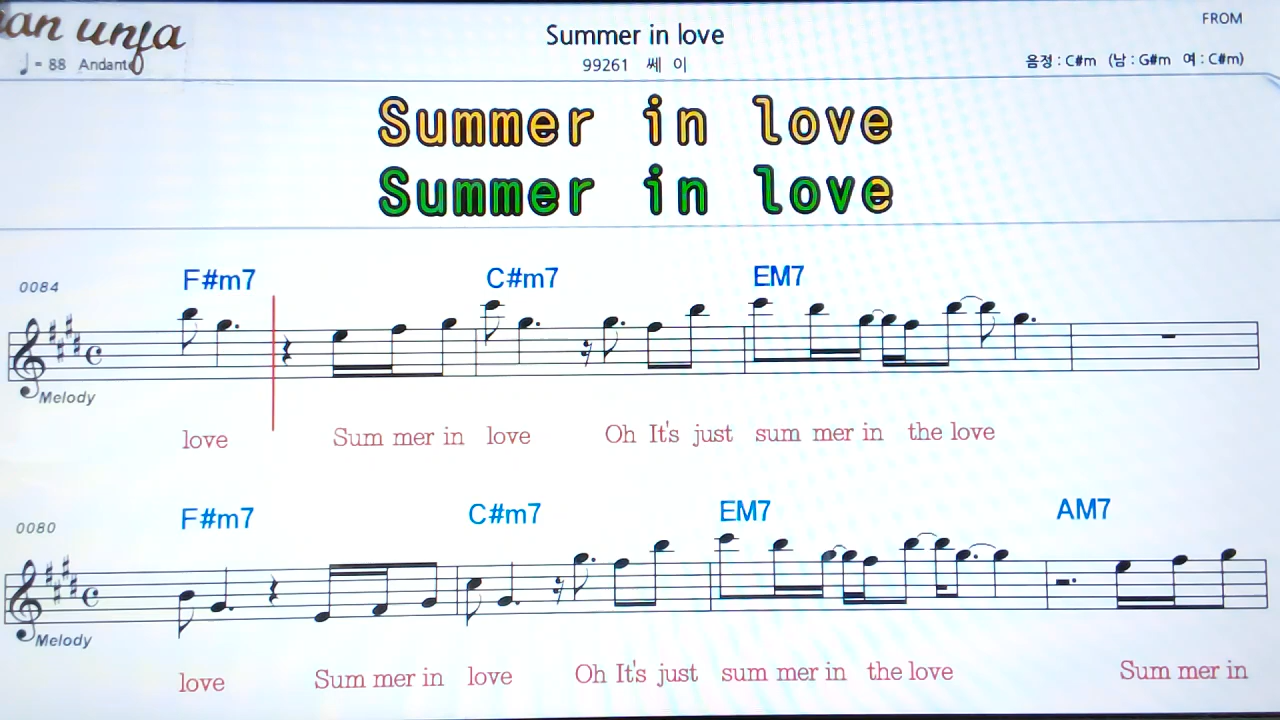 an unfa
♩ = 88 Andante
Summer in love
99261 쎄 이
FROM
음정 : C#m (남 : G#m 여 : C#m)
Summer in love
Summer in love
0084
F#m7 C#m7 EM7
Melody
love Sum mer in love Oh It's just sum mer in the love
0080
F#m7 C#m7 EM7 AM7
Melody
love Sum mer in love Oh It's just sum mer in the love Sum mer in